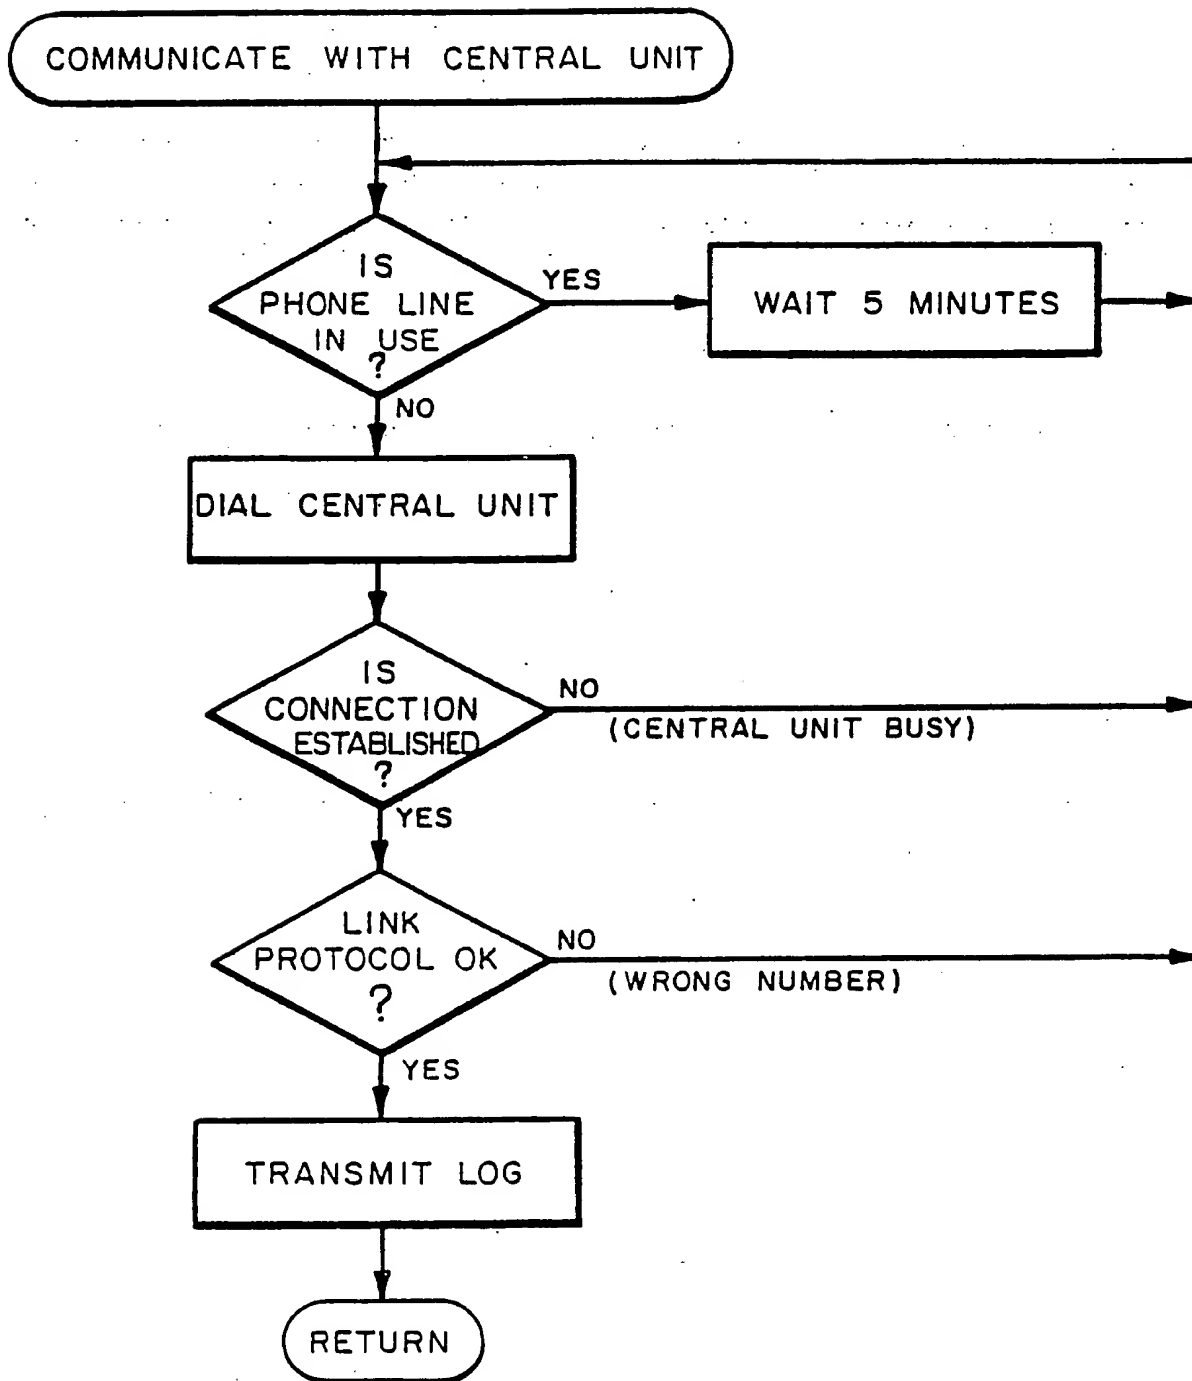 COMMUNICATE WITH CENTRAL UNIT
IS
PHONE LINE
IN USE
?
YES
WAIT 5 MINUTES
NO
DIAL CENTRAL UNIT
IS
CONNECTION
ESTABLISHED
?
NO
(CENTRAL UNIT BUSY)
YES
LINK
PROTOCOL OK
?
NO
(WRONG NUMBER)
YES
TRANSMIT LOG
RETURN